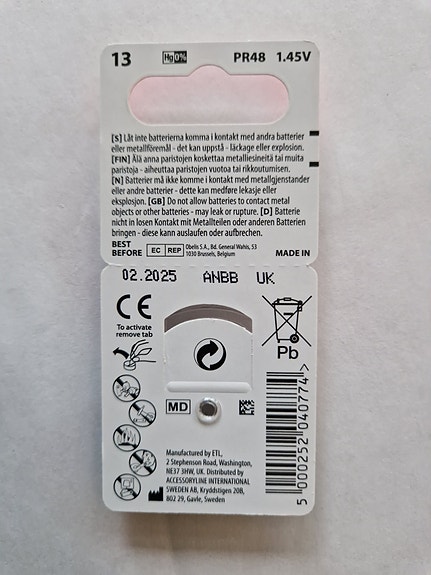 13 Hg0% PR48 1.45V
[S] Låt inte batterierna komma i kontakt med andra batterier
eller metallföremål - det kan uppstå - läckage eller explosion.
[FIN] Älä anna paristojen koskettaa metalliesineitä tai muita
paristoja - aiheuttaa paristojen vuotoa tai rikkoutumisen.
[N] Batterier må ikke komme i kontakt med metallgjenstander
eller andre batterier - dette kan medføre lekasje eller
eksplosjon. [GB] Do not allow batteries to contact metal
objects or other batteries - may leak or rupture. [D] Batterie
nicht in losen Kontakt mit Metallteilen oder anderen Batterien
bringen - diese kann auslaufen oder aufbrechen.
BEST
BEFORE
EC REP
Obelis S.A., Bd. General Wahis, 53
1030 Brussels, Belgium
MADE IN
02.2025 ANBB UK
CE
To activate
remove tab
Pb
MD
Manufactured by ETL,
2 Stephenson Road, Washington,
NE37 3HW, UK. Distributed by
ACCESSORYLINE INTERNATIONAL
SWEDEN AB, Kryddstigen 20B,
802 29, Gavle, Sweden
5 000252 040774 >